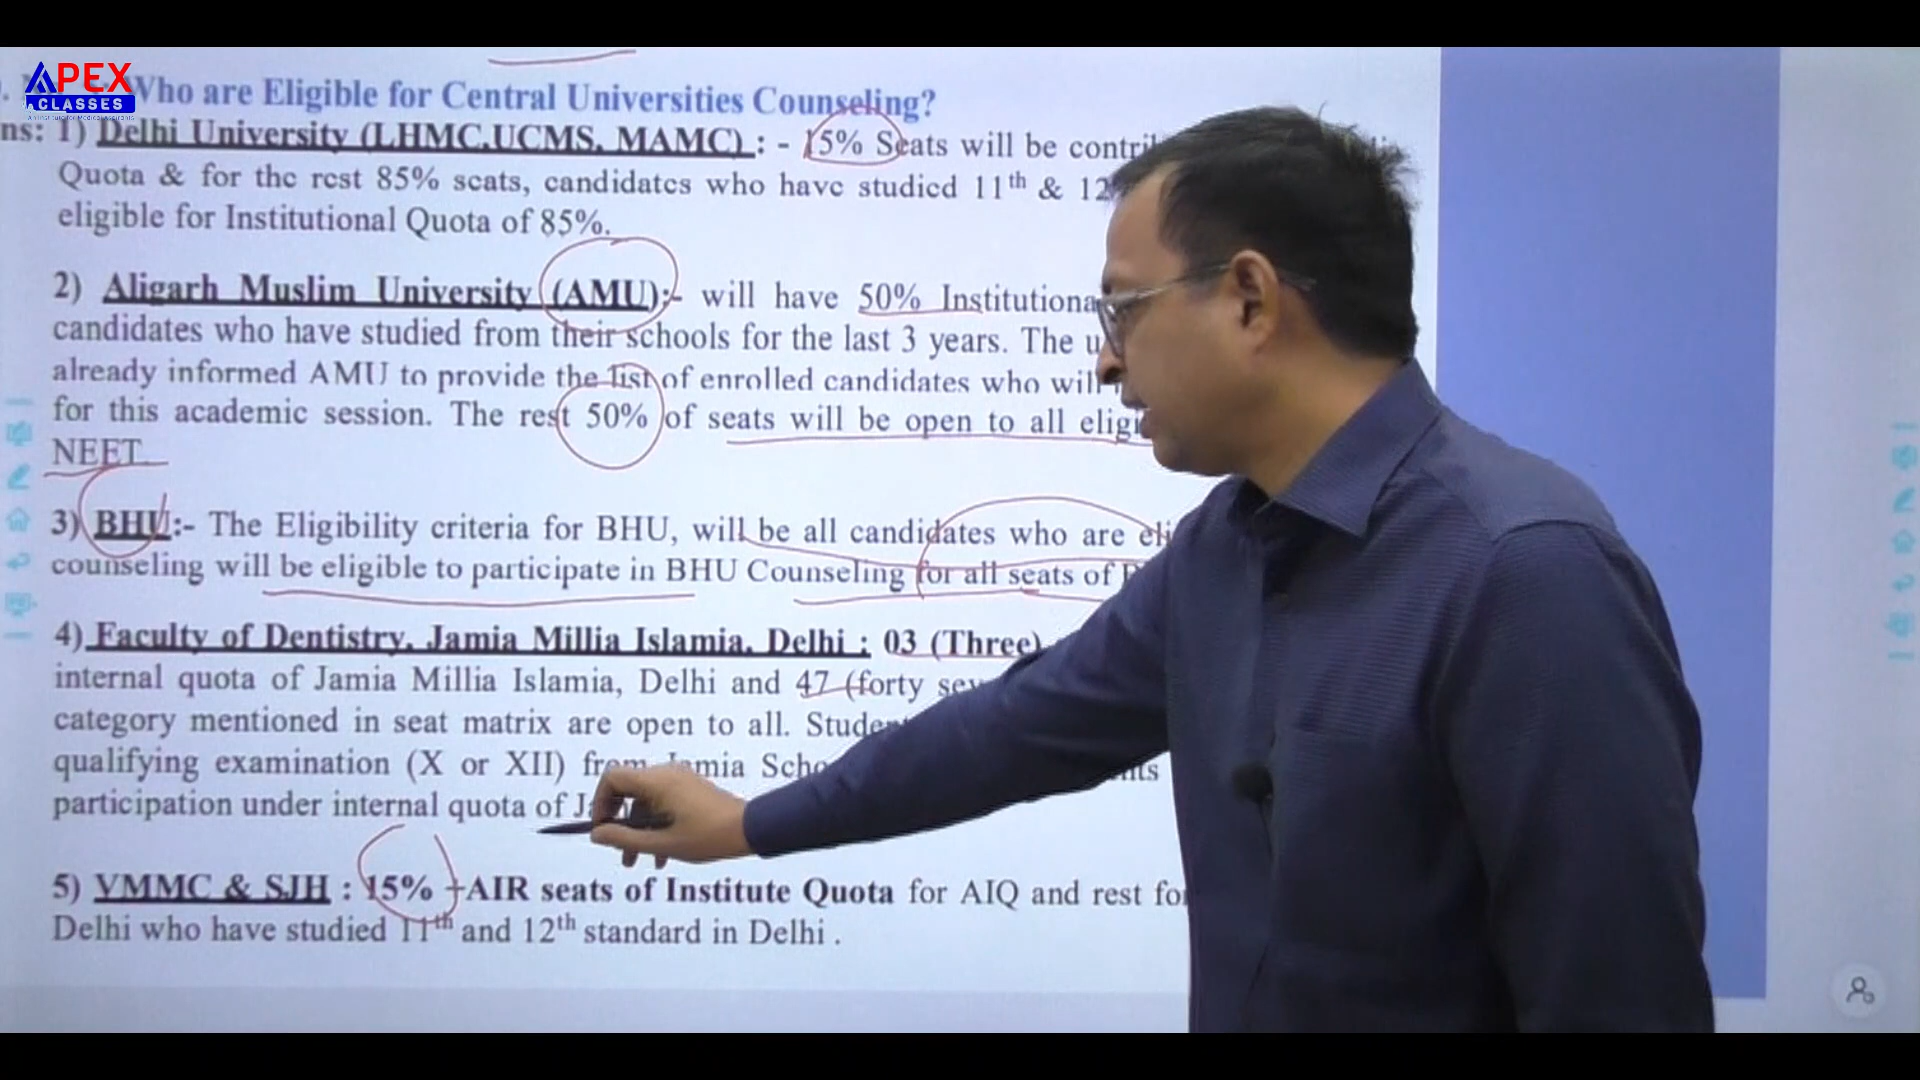 APEX
CLASSES
Who are Eligible for Central Universities Counseling?
ns: 1) Delhi University (LHMC,UCMS, MAMC) : - 15% Seats will be
Quota & for the rest 85% seats, candidates who have studied 11th & 12
eligible for Institutional Quota of 85%.
2) Aligarh Muslim University (AMU):- will have 50%
candidates who have studied from their schools for the last 3 years. The
already informed AMU to provide the list of enrolled candidates who will
for this academic session. The rest 50% of seats will be open to all
NEET.
3) BHU:- The Eligibility criteria for BHU, will be all candidates who are
counseling will be eligible to participate in BHU Counseling for all seats of
4) Faculty of Dentistry, Jamia Millia Islamia, Delhi : 03 (Three)
internal quota of Jamia Millia Islamia, Delhi and 47 (forty
category mentioned in seat matrix are open to all.
qualifying examination (X or XII) from Jamia
participation under internal quota of
5) VMMC & SJH : 15% -AIR seats of Institute Quota for AIQ and rest
Delhi who have studied 11th and 12th standard in Delhi .